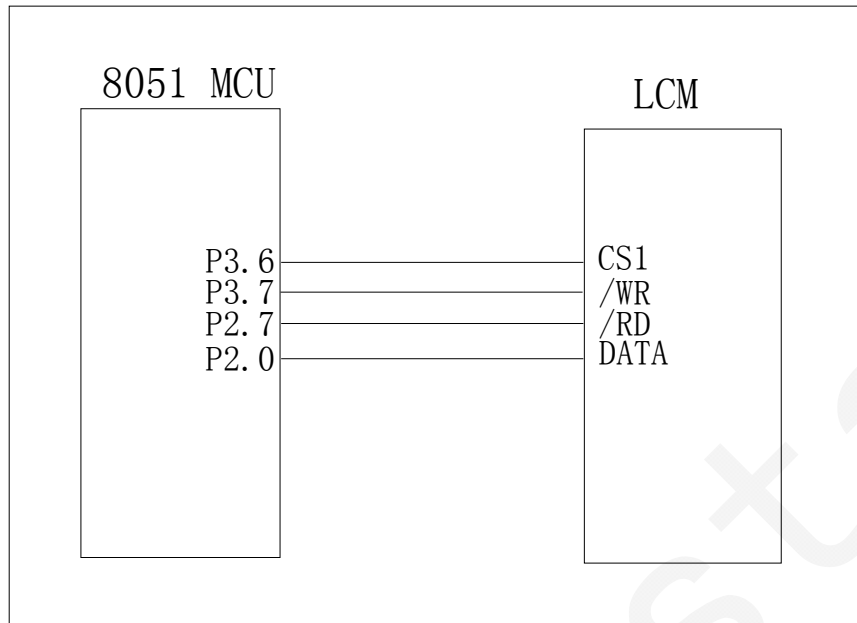 8051 MCU
LCM
P3.6 CS1
P3.7 /WR
P2.7 /RD
P2.0 DATA